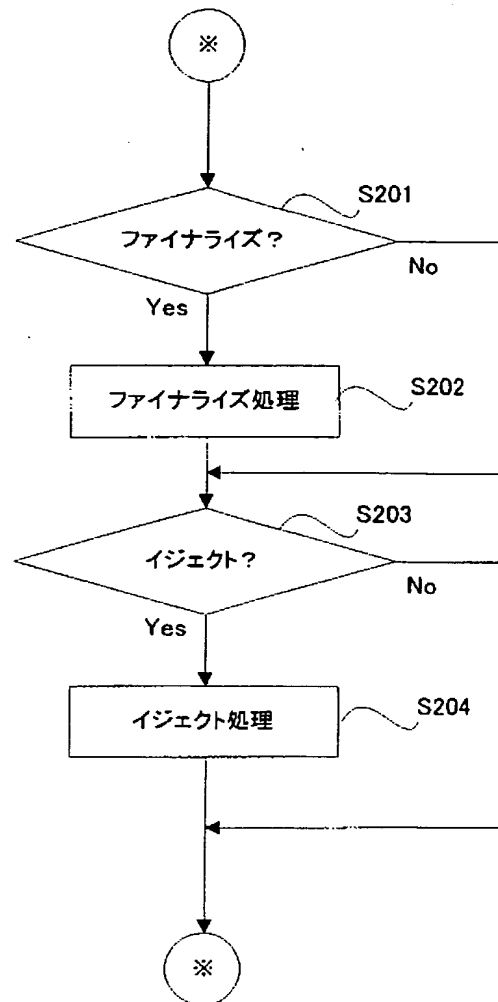 ※
S201
ファイナライズ？
No
Yes
ファイナライズ処理
S202
S203
イジェクト？
No
Yes
イジェクト処理
S204
※